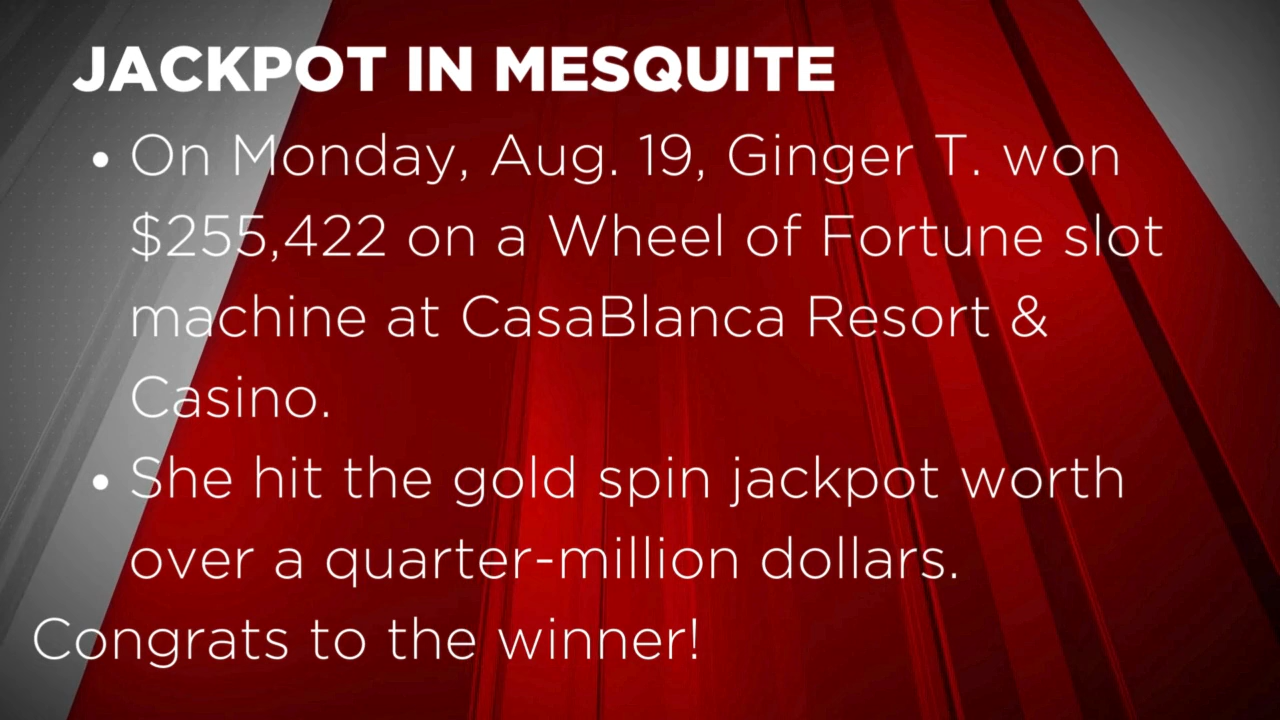 JACKPOT IN MESQUITE
• On Monday, Aug. 19, Ginger T. won
$255,422 on a Wheel of Fortune slot
machine at CasaBlanca Resort &
Casino.
• She hit the gold spin jackpot worth
over a quarter-million dollars.
Congrats to the winner!